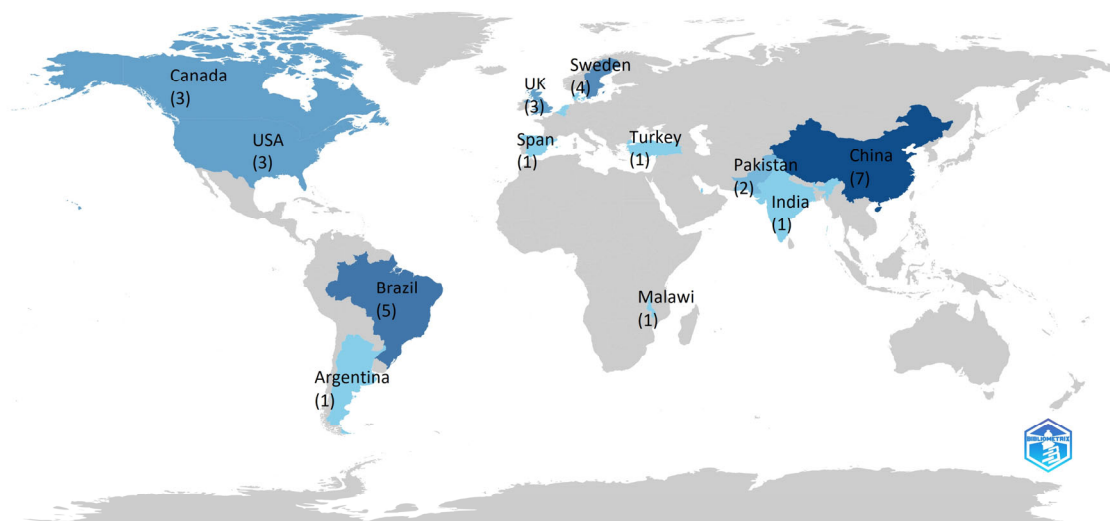 Canada
(3)
USA
(3)
UK
(3)
Sweden
(4)
Span
(1)
Turkey
(1)
Pakistan
(2)
China
(7)
India
(1)
Brazil
(5)
Malawi
(1)
Argentina
(1)
BIBLIOMETRIX